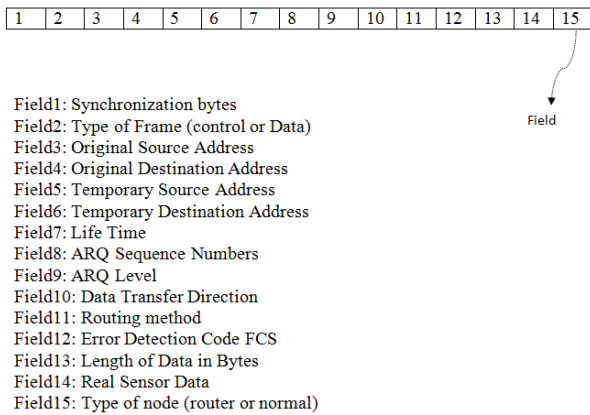 1 2 3 4 5 6 7 8 9 10 11 12 13 14 15
Field
Field1: Synchronization bytes
Field2: Type of Frame (control or Data)
Field3: Original Source Address
Field4: Original Destination Address
Field5: Temporary Source Address
Field6: Temporary Destination Address
Field7: Life Time
Field8: ARQ Sequence Numbers
Field9: ARQ Level
Field10: Data Transfer Direction
Field11: Routing method
Field12: Error Detection Code FCS
Field13: Length of Data in Bytes
Field14: Real Sensor Data
Field15: Type of node (router or normal)